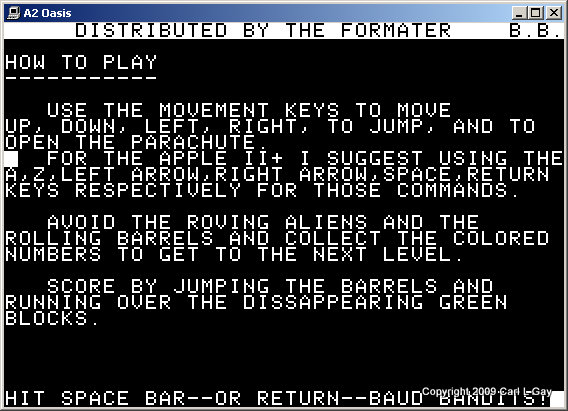 A2 Oasis
DISTRIBUTED BY THE FORMATER B.B.
HOW TO PLAY
-----------
USE THE MOVEMENT KEYS TO MOVE
UP, DOWN, LEFT, RIGHT, TO JUMP, AND TO
OPEN THE PARACHUTE.
FOR THE APPLE II+ I SUGGEST USING THE
A,Z,LEFT ARROW,RIGHT ARROW,SPACE,RETURN
KEYS RESPECTIVELY FOR THOSE COMMANDS.
AVOID THE ROVING ALIENS AND THE
ROLLING BARRELS AND COLLECT THE COLORED
NUMBERS TO GET TO THE NEXT LEVEL.
SCORE BY JUMPING THE BARRELS AND
RUNNING OVER THE DISSAPPEARING GREEN
BLOCKS.
Copyright 2009 Carl L Gay
HIT SPACE BAR--OR RETURN--BAUD BANDITS!